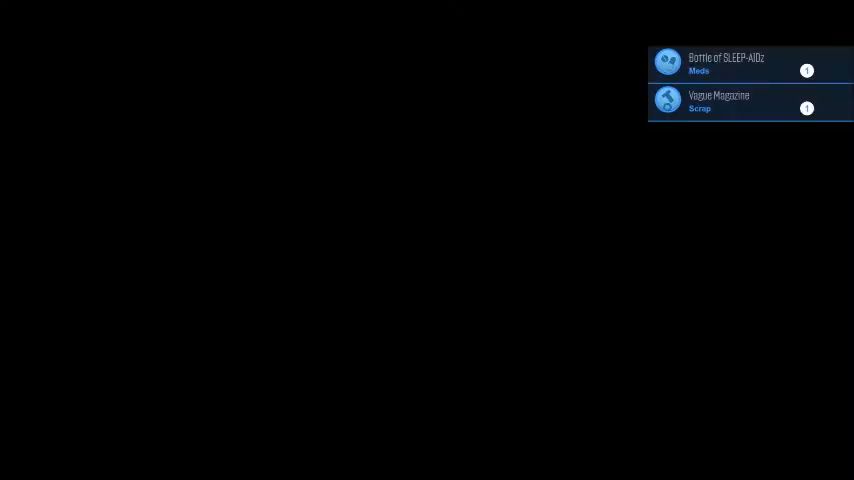 Bottle of SLEEP-AIDz
Meds
1
Vague Magazine
Scrap
1